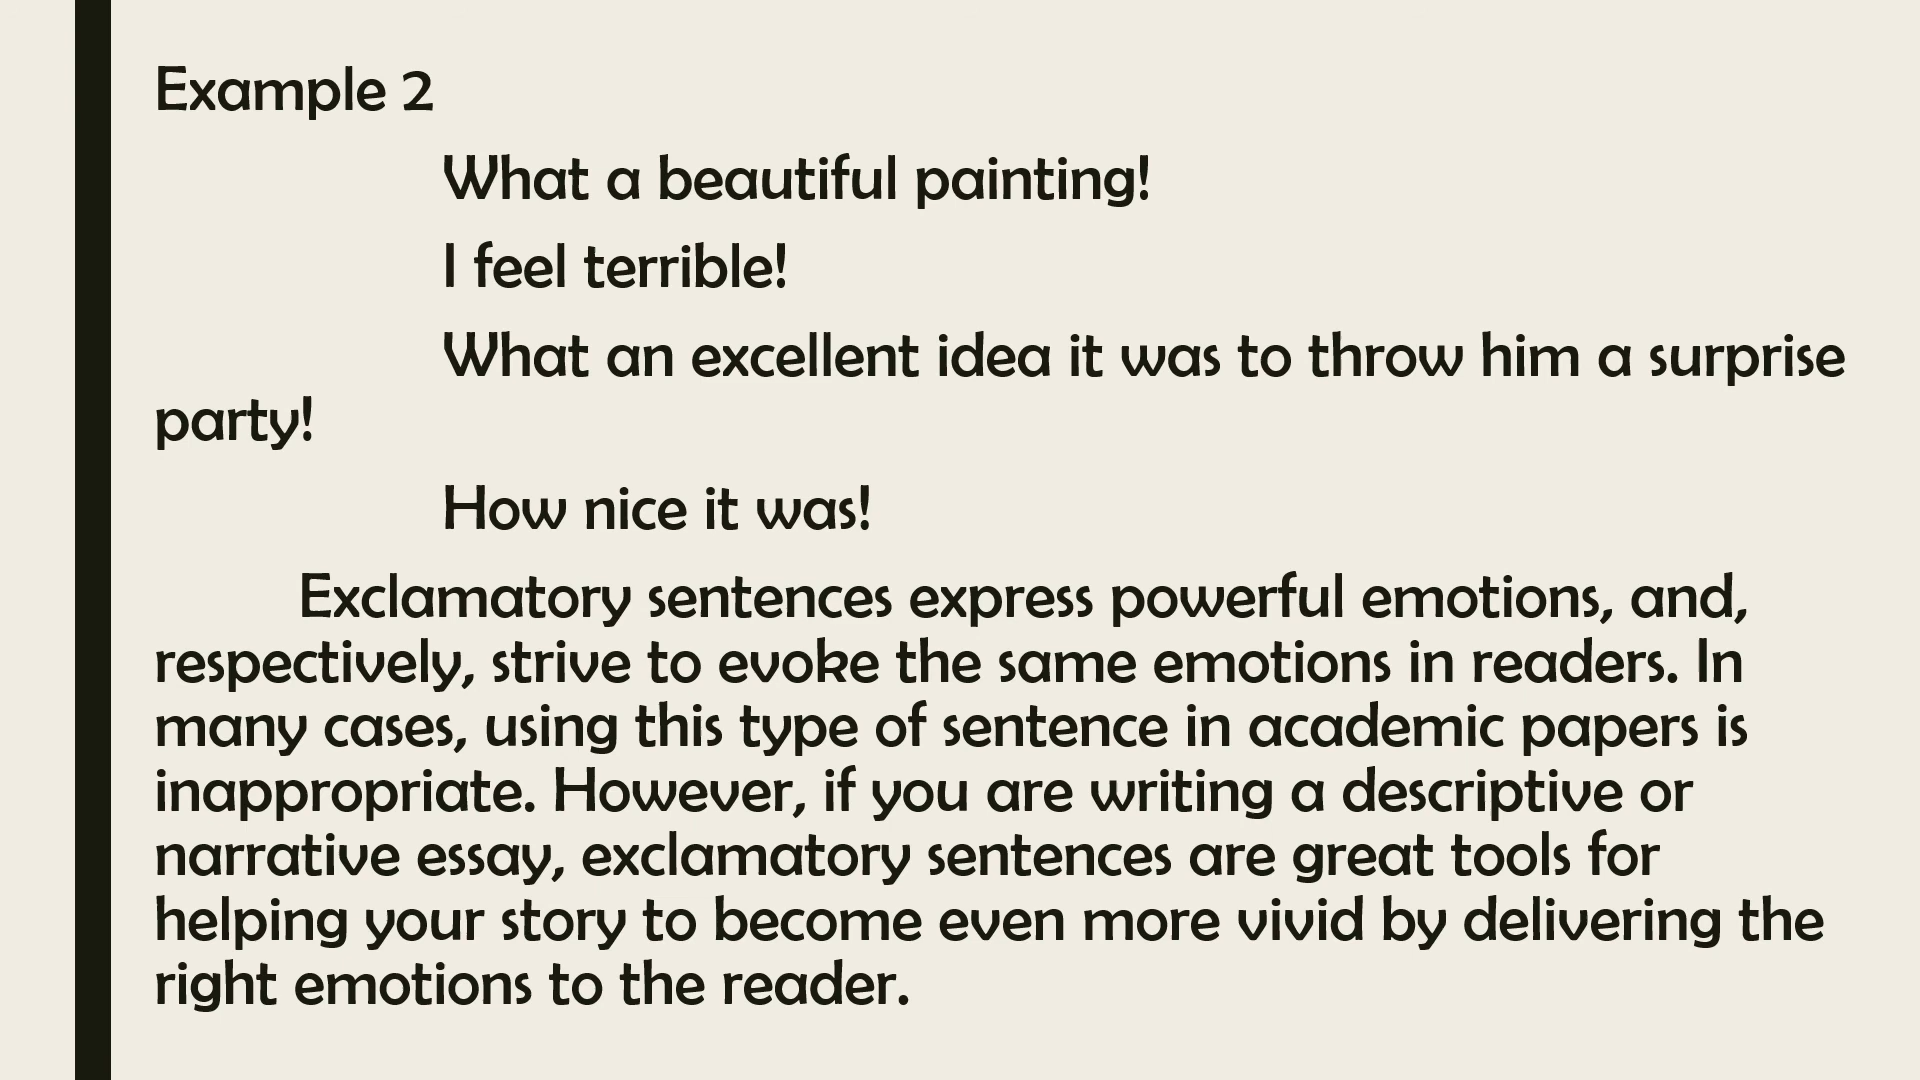 Example 2
What a beautiful painting!
I feel terrible!
What an excellent idea it was to throw him a surprise
party!
How nice it was!
Exclamatory sentences express powerful emotions, and,
respectively, strive to evoke the same emotions in readers. In
many cases, using this type of sentence in academic papers is
inappropriate. However, if you are writing a descriptive or
narrative essay, exclamatory sentences are great tools for
helping your story to become even more vivid by delivering the
right emotions to the reader.